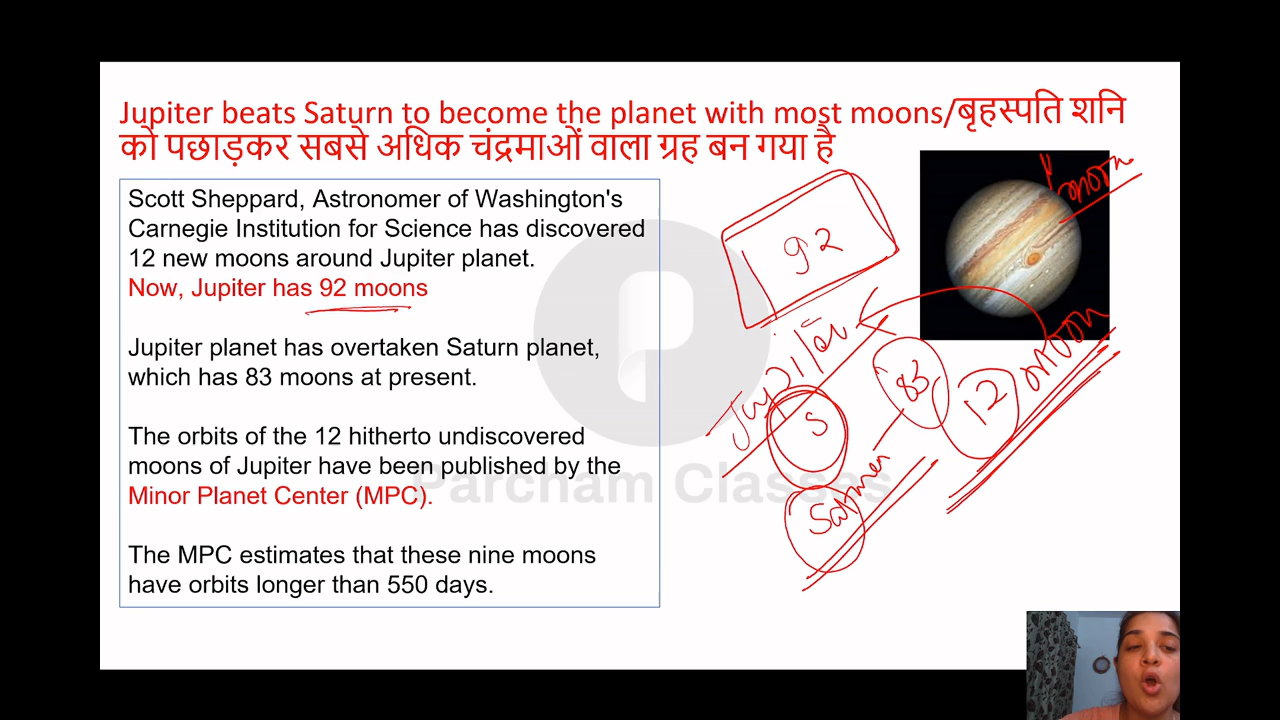 Jupiter beats Saturn to become the planet with most moons/बृहस्पति शनि
को पछाड़कर सबसे अधिक चंद्रमाओं वाला ग्रह बन गया है
Scott Sheppard, Astronomer of Washington's
Carnegie Institution for Science has discovered
12 new moons around Jupiter planet.
Now, Jupiter has 92 moons
Jupiter planet has overtaken Saturn planet,
which has 83 moons at present.
The orbits of the 12 hitherto undiscovered
moons of Jupiter have been published by the
Minor Planet Center (MPC).
The MPC estimates that these nine moons
have orbits longer than 550 days.
moon
92
Jupiter
83
12 moon
S
Parcham Classes